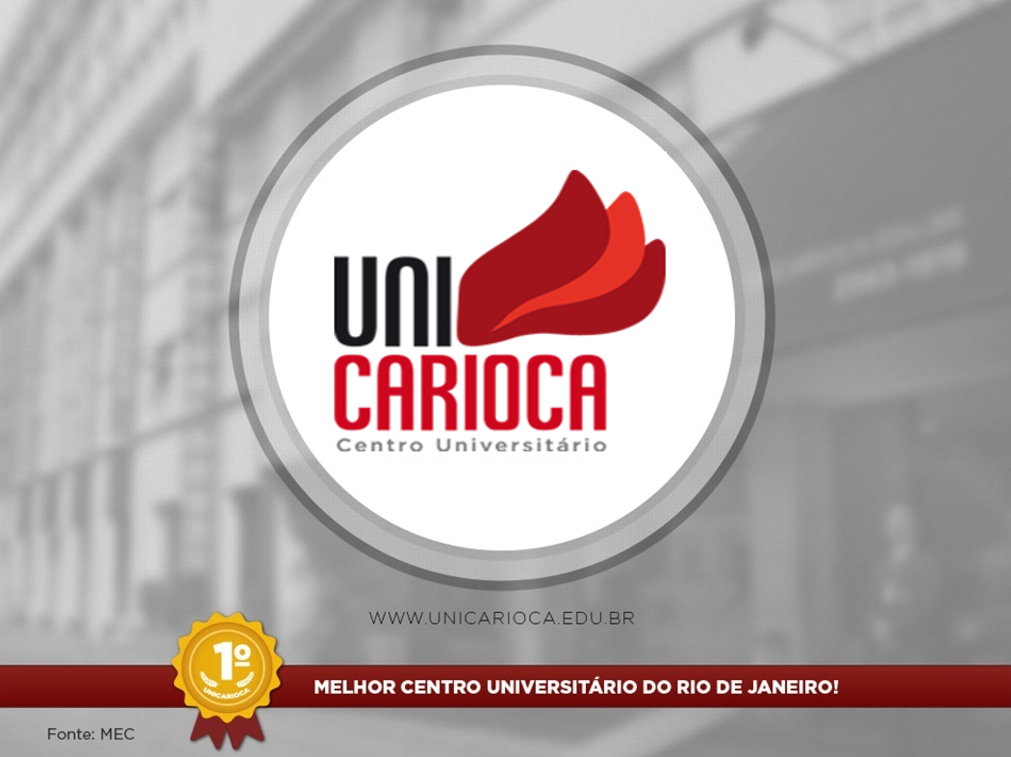 UNI
CARIOCA
Centro Universitário
WWW.UNICARIOCA.EDU.BR
1º
UNICARIOCA
MELHOR CENTRO UNIVERSITÁRIO DO RIO DE JANEIRO!
Fonte: MEC